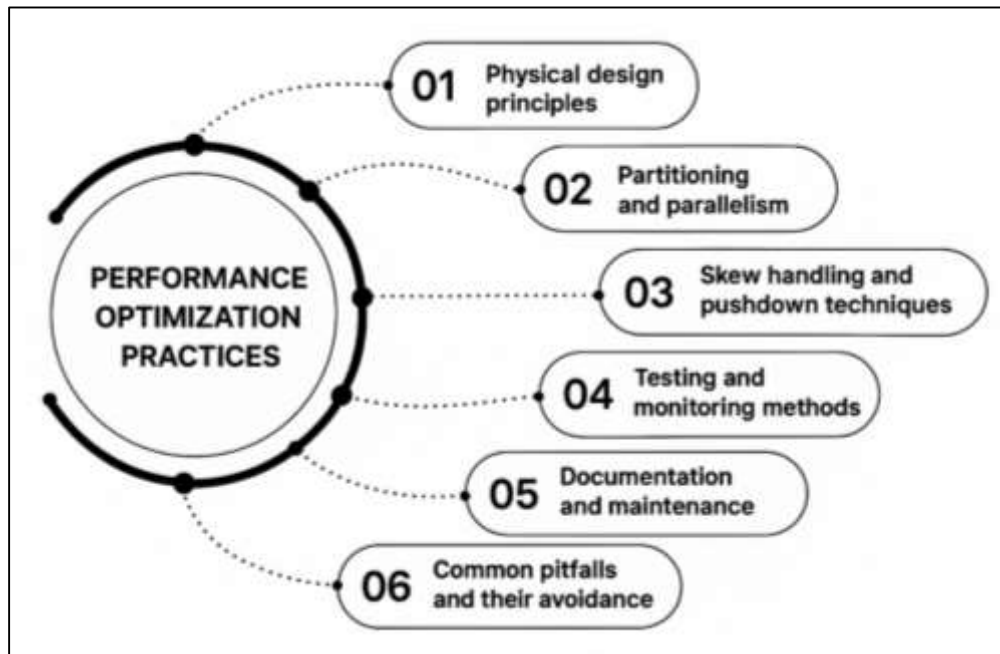 PERFORMANCE
OPTIMIZATION
PRACTICES
01
Physical design
principles
02
Partitioning
and parallelism
03
Skew handling and
pushdown techniques
04
Testing and
monitoring methods
05
Documentation
and maintenance
06
Common pitfalls
and their avoidance